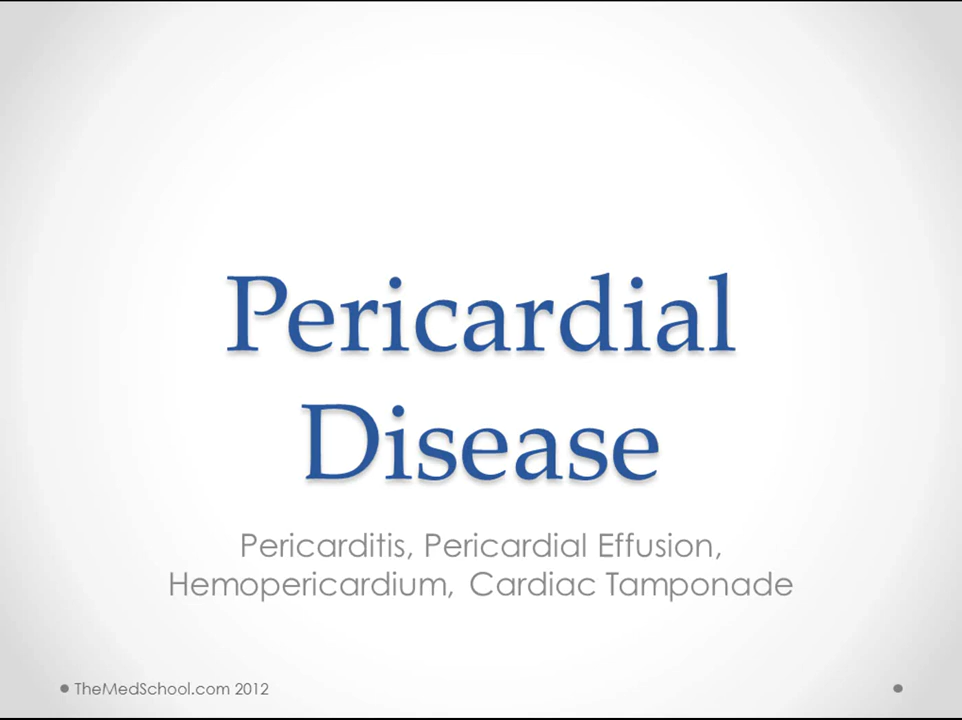 Pericardial
Disease
Pericarditis, Pericardial Effusion,
Hemopericardium, Cardiac Tamponade
TheMedSchool.com 2012